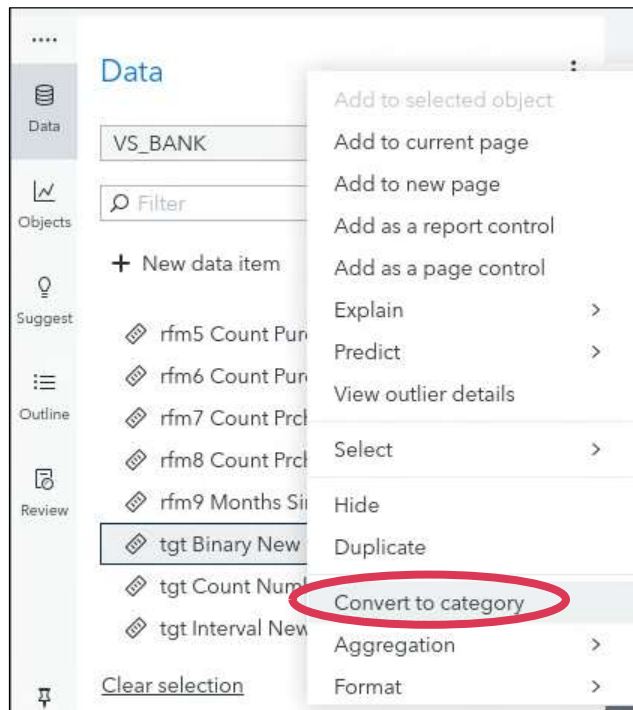 Data
Objects
Suggest
Outline
Review
Data
VS_BANK
Filter
+ New data item
rfm5 Count Pur
rfm6 Count Pur
rfm7 Count Prch
rfm8 Count Prch
rfm9 Months Si
tgt Binary New
tgt Count Num
tgt Interval New
Clear selection
Add to selected object
Add to current page
Add to new page
Add as a report control
Add as a page control
Explain
Predict
View outlier details
Select
Hide
Duplicate
Convert to category
Aggregation
Format